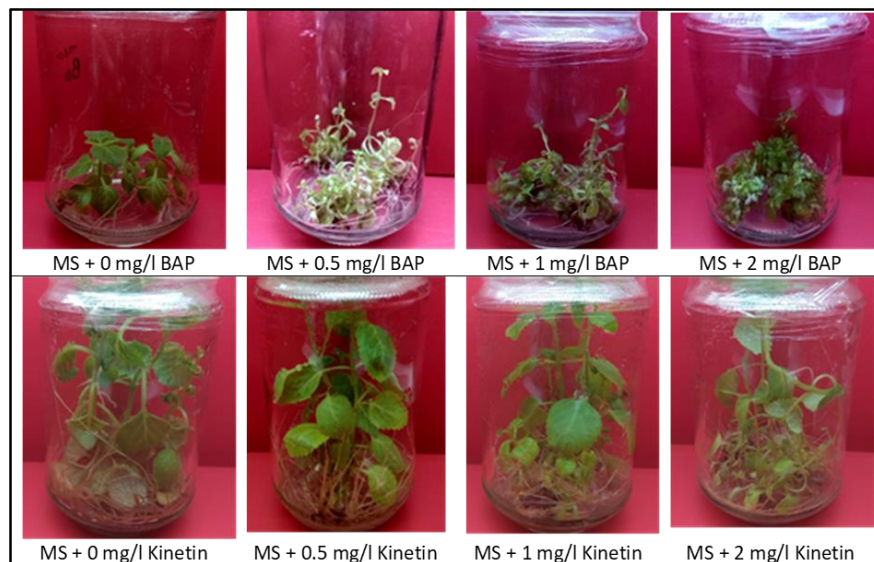 MS + 0 mg/l BAP
MS + 0.5 mg/l BAP
MS + 1 mg/l BAP
MS + 2 mg/l BAP
MS + 0 mg/l Kinetin
MS + 0.5 mg/l Kinetin
MS + 1 mg/l Kinetin
MS + 2 mg/l Kinetin